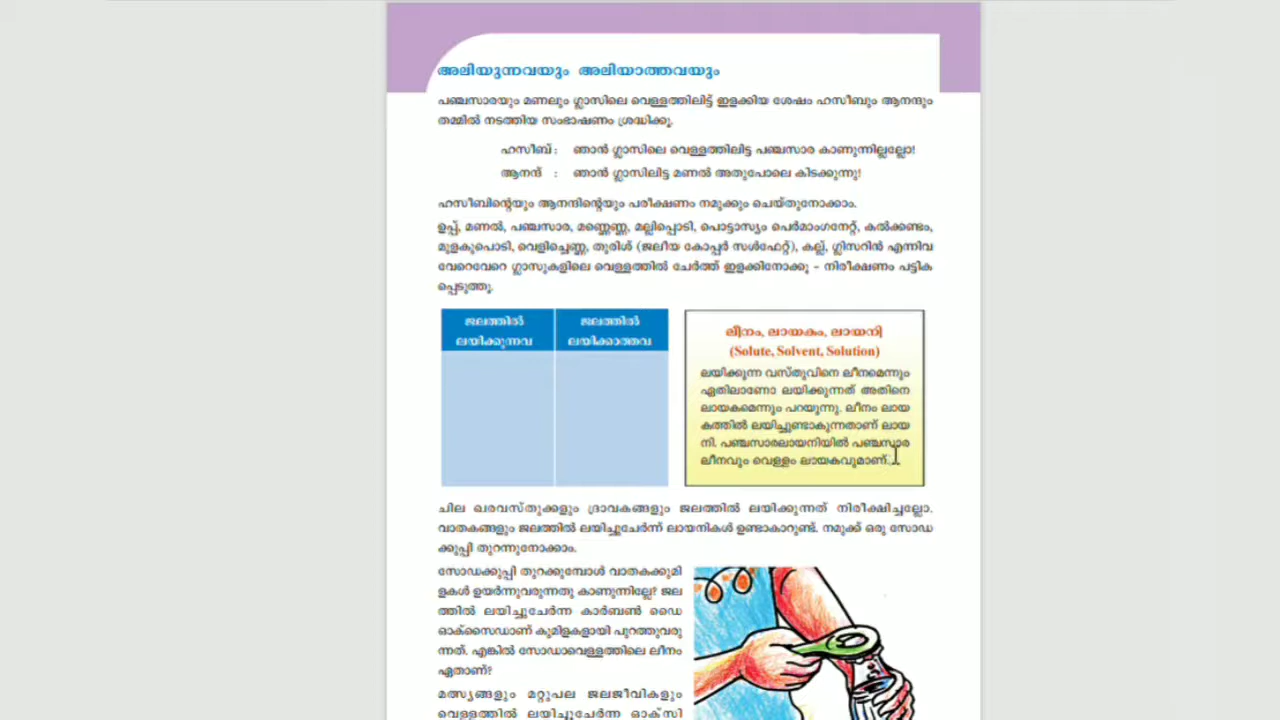 അലിയുന്നവയും അലിയാത്തവയും
പഞ്ചസാരയും മണലും ഗ്ലാസിലെ വെള്ളത്തിലിട്ട് ഇളക്കിയ ശേഷം ഹസീബും ആനന്ദും
തമ്മിൽ നടത്തിയ സംഭാഷണം ശ്രദ്ധിക്കൂ.
ഹസീബ് : ഞാൻ ഗ്ലാസിലെ വെള്ളത്തിലിട്ട പഞ്ചസാര കാണുന്നില്ലല്ലോ!
ആനന്ദ് : ഞാൻ ഗ്ലാസിലിട്ട മണൽ അതുപോലെ കിടക്കുന്നു!
ഹസീബിന്റെയും ആനന്ദിന്റെയും പരീക്ഷണം നമുക്കും ചെയ്തുനോക്കാം.
ഉപ്പ്, മണൽ, പഞ്ചസാര, മണ്ണെണ്ണ, മല്ലിപ്പൊടി, പൊട്ടാസ്യം പെർമാംഗനേറ്റ്, കൽക്കണ്ടം,
മുളകുപൊടി, വെളിച്ചെണ്ണ, തുരിശ് (ജലീയ കോപ്പർ സൾഫേറ്റ്), കല്ല്, ഗ്ലിസറിൻ എന്നിവ
വേറെവേറെ ഗ്ലാസുകളിലെ വെള്ളത്തിൽ ചേർത്ത് ഇളക്കിനോക്കൂ – നിരീക്ഷണം പട്ടിക
പ്പെടുത്തൂ.
ജലത്തിൽ
ലയിക്കുന്നവ
ജലത്തിൽ
ലയിക്കാത്തവ
ലീനം, ലായകം, ലായനി
(Solute, Solvent, Solution)
ലയിക്കുന്ന വസ്തുവിനെ ലീനമെന്നും
ഏതിലാണോ ലയിക്കുന്നത് അതിനെ
ലായകമെന്നും പറയുന്നു. ലീനം ലായ
കത്തിൽ ലയിച്ചുണ്ടാകുന്നതാണ് ലായ
നി. പഞ്ചസാരലായനിയിൽ പഞ്ചസാര
ലീനവും വെള്ളം ലായകവുമാണ്.
ചില ഖരവസ്തുക്കളും ദ്രാവകങ്ങളും ജലത്തിൽ ലയിക്കുന്നത് നിരീക്ഷിച്ചല്ലോ.
വാതകങ്ങളും ജലത്തിൽ ലയിച്ചുചേർന്ന് ലായനികൾ ഉണ്ടാകാറുണ്ട്. നമുക്ക് ഒരു സോഡ
ക്കുപ്പി തുറന്നുനോക്കാം.
സോഡക്കുപ്പി തുറക്കുമ്പോൾ വാതകക്കുമി
ളകൾ ഉയർന്നുവരുന്നതു കാണുന്നില്ലേ? ജല
ത്തിൽ ലയിച്ചുചേർന്ന കാർബൺ ഡൈ
ഓക്സൈഡാണ് കുമിളകളായി പുറത്തുവരു
ന്നത്. എങ്കിൽ സോഡാവെള്ളത്തിലെ ലീനം
ഏതാണ്?
മത്സ്യങ്ങളും മറ്റുപല ജലജീവികളും
വെള്ളത്തിൽ ലയിച്ചുചേർന്ന ഓക്സി